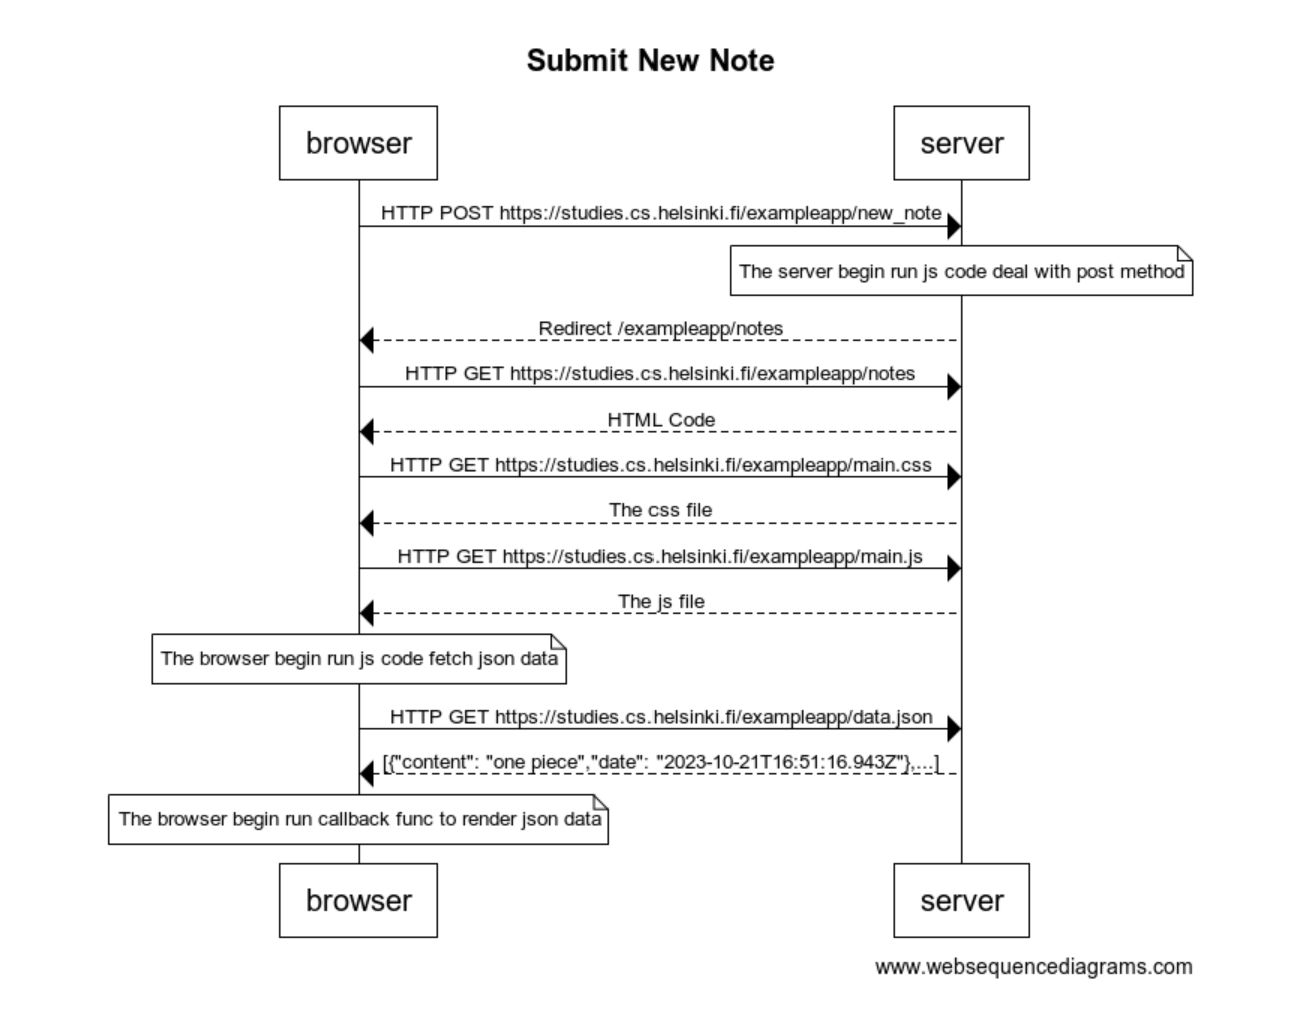 Submit New Note
browser
server
HTTP POST https://studies.cs.helsinki.fi/exampleapp/new_note
The server begin run js code deal with post method
Redirect /exampleapp/notes
HTTP GET https://studies.cs.helsinki.fi/exampleapp/notes
HTML Code
HTTP GET https://studies.cs.helsinki.fi/exampleapp/main.css
The css file
HTTP GET https://studies.cs.helsinki.fi/exampleapp/main.js
The js file
The browser begin run js code fetch json data
HTTP GET https://studies.cs.helsinki.fi/exampleapp/data.json
[{"content": "one piece","date": "2023-10-21T16:51:16.943Z"},...]
The browser begin run callback func to render json data
browser
server
www.websequencediagrams.com